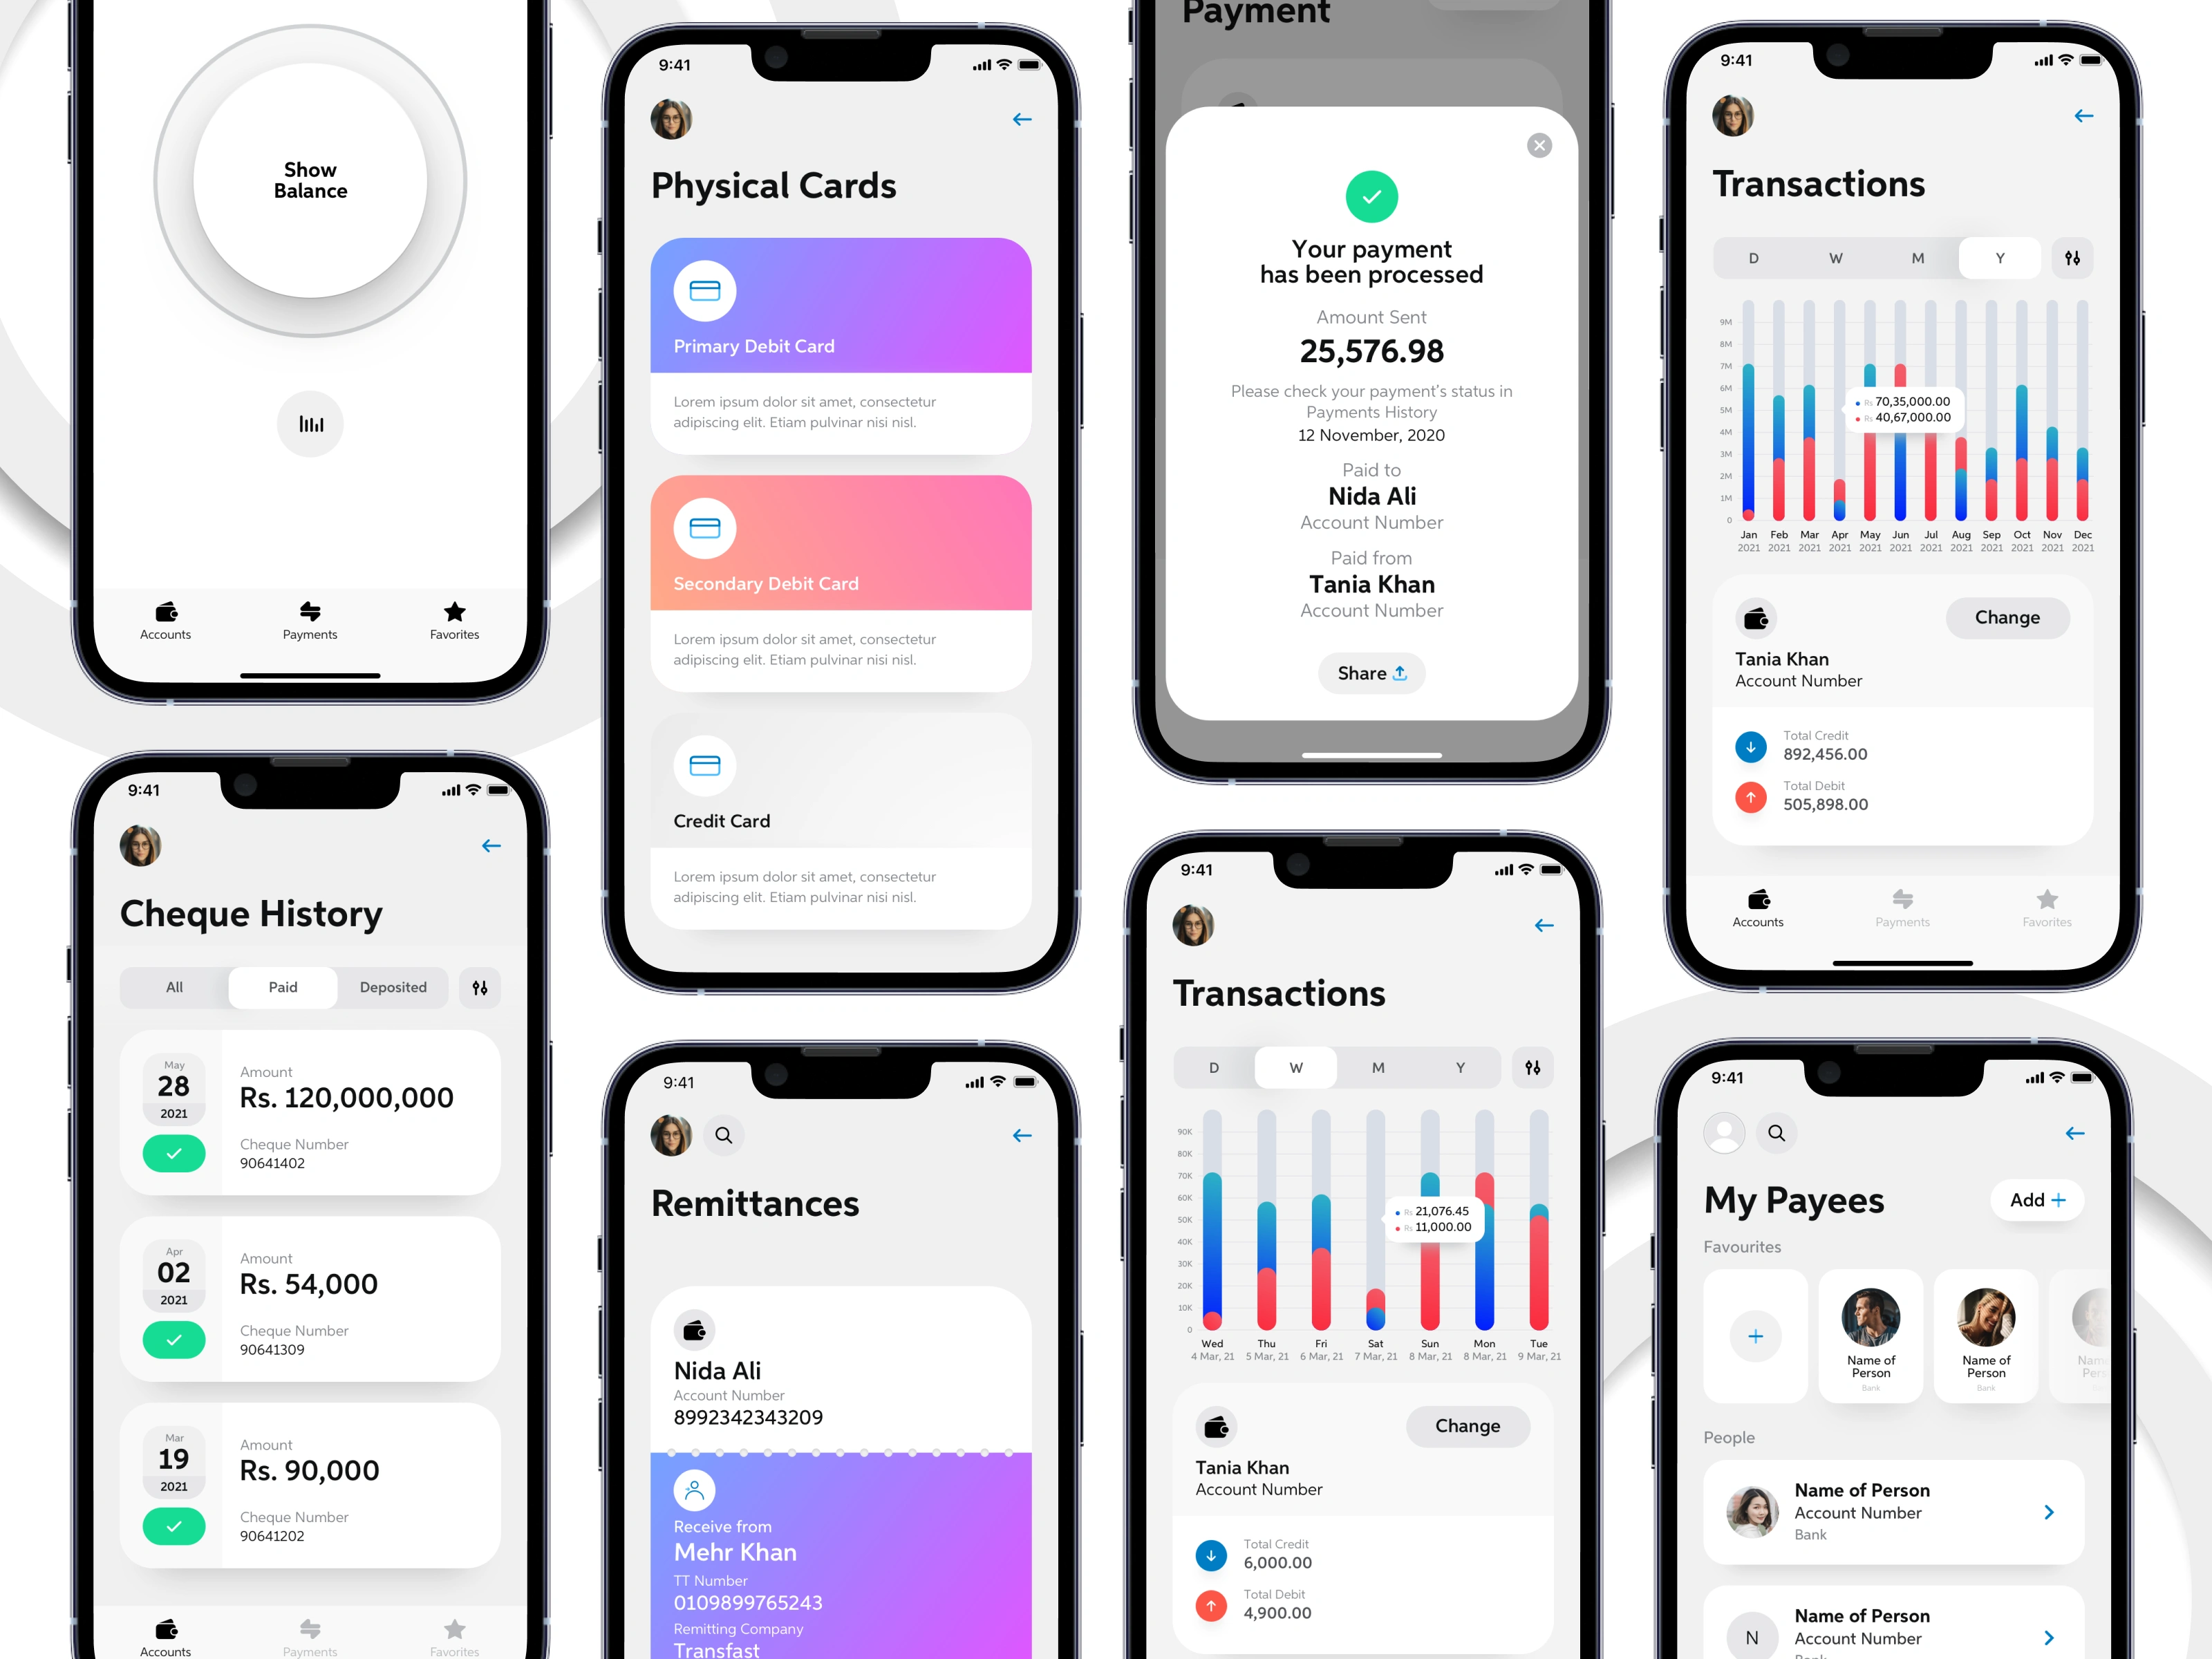 Show
Balance
Accounts
Payments
Favorites
9:41
Cheque History
All
Paid
Deposited
May
28
2021
Amount
Rs. 120,000,000
Cheque Number
90641402
Apr
02
2021
Amount
Rs. 54,000
Cheque Number
90641309
Mar
19
2021
Amount
Rs. 90,000
Cheque Number
90641202
Accounts
Payments
Favorites
9:41
Physical Cards
Primary Debit Card
Lorem ipsum dolor sit amet, consectetur
adipiscing elit. Etiam pulvinar nisi nisl.
Secondary Debit Card
Lorem ipsum dolor sit amet, consectetur
adipiscing elit. Etiam pulvinar nisi nisl.
Credit Card
Lorem ipsum dolor sit amet, consectetur
adipiscing elit. Etiam pulvinar nisi nisl.
9:41
Remittances
Nida Ali
Account Number
8992342343209
Receive from
Mehr Khan
TT Number
0109899765243
Remitting Company
Transfast
Payment
Your payment
has been processed
Amount Sent
25,576.98
Please check your payment's status in
Payments History
12 November, 2020
Paid to
Nida Ali
Account Number
Paid from
Tania Khan
Account Number
Share
9:41
Transactions
D W M Y
90K
80K
70K
60K
50K
40K
30K
20K
10K
0
Rs 21,076.45
Rs 11,000.00
Wed Thu Fri Sat Sun Mon Tue
4 Mar, 21 5 Mar, 21 6 Mar, 21 7 Mar, 21 8 Mar, 21 8 Mar, 21 9 Mar, 21
Change
Tania Khan
Account Number
Total Credit
6,000.00
Total Debit
4,900.00
9:41
Transactions
D W M Y
9M
8M
7M
6M
5M
4M
3M
2M
1M
0
Rs 70,35,000.00
Rs 40,67,000.00
Jan Feb Mar Apr May Jun Jul Aug Sep Oct Nov Dec
2021 2021 2021 2021 2021 2021 2021 2021 2021 2021 2021 2021
Change
Tania Khan
Account Number
Total Credit
892,456.00
Total Debit
505,898.00
Accounts
Payments
Favorites
9:41
My Payees
Add
Favourites
Name of
Person
Bank
Name of
Person
Bank
People
Name of Person
Account Number
Bank
N
Name of Person
Account Number